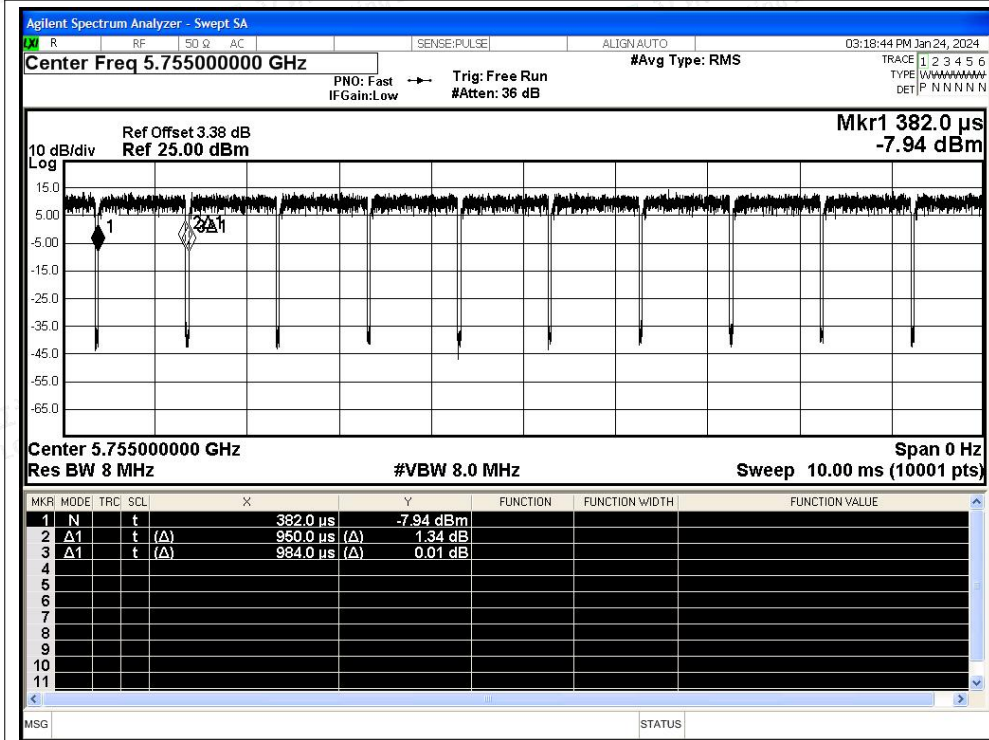 Agilent Spectrum Analyzer - Swept SA
LXI R RF 50 Ω AC SENSE:PULSE ALIGN AUTO 03:18:44 PM Jan 24, 2024
Center Freq 5.755000000 GHz #Avg Type: RMS TRACE 1 2 3 4 5 6
PNO: Fast Trig: Free Run TYPE WWWWWW
IFGain:Low #Atten: 36 dB DET P N N N N N
Mkr1 382.0 µs
Ref Offset 3.38 dB
10 dB/div Ref 25.00 dBm -7.94 dBm
Log
15.0
5.00
1 2Δ1 3Δ1
-5.00
-15.0
-25.0
-35.0
-45.0
-55.0
-65.0
Center 5.755000000 GHz Span 0 Hz
Res BW 8 MHz #VBW 8.0 MHz Sweep 10.00 ms (10001 pts)
MKR MODE TRC SCL X Y FUNCTION FUNCTION WIDTH FUNCTION VALUE
1 N t 382.0 µs -7.94 dBm
2 Δ1 t (Δ) 950.0 µs (Δ) 1.34 dB
3 Δ1 t (Δ) 984.0 µs (Δ) 0.01 dB
4
5
6
7
8
9
10
11
MSG STATUS